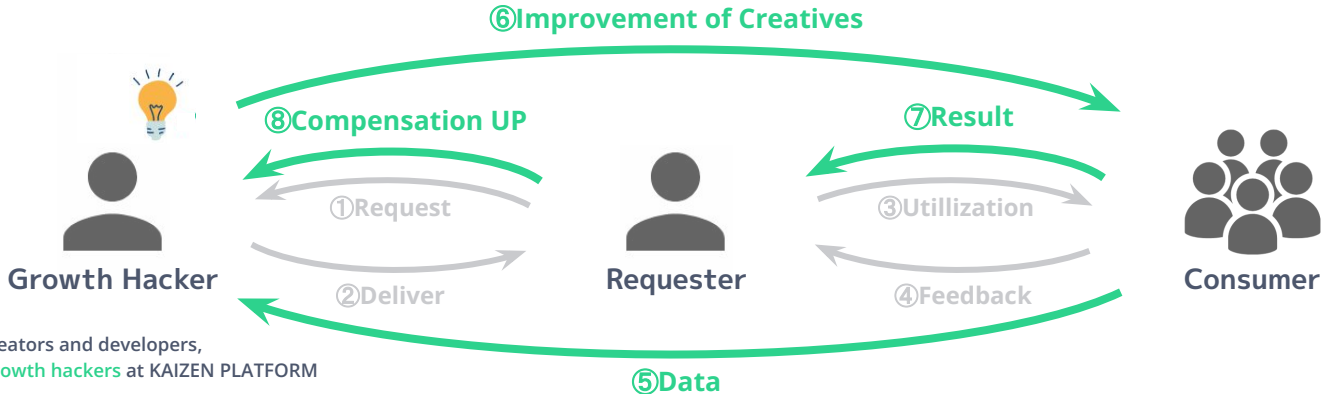 ⑥Improvement of Creatives
⑧Compensation UP
⑦Result
①Request
③Utillization
Growth Hacker
Requester
Consumer
②Deliver
④Feedback
eators and developers,
owth hackers at KAIZEN PLATFORM
⑤Data